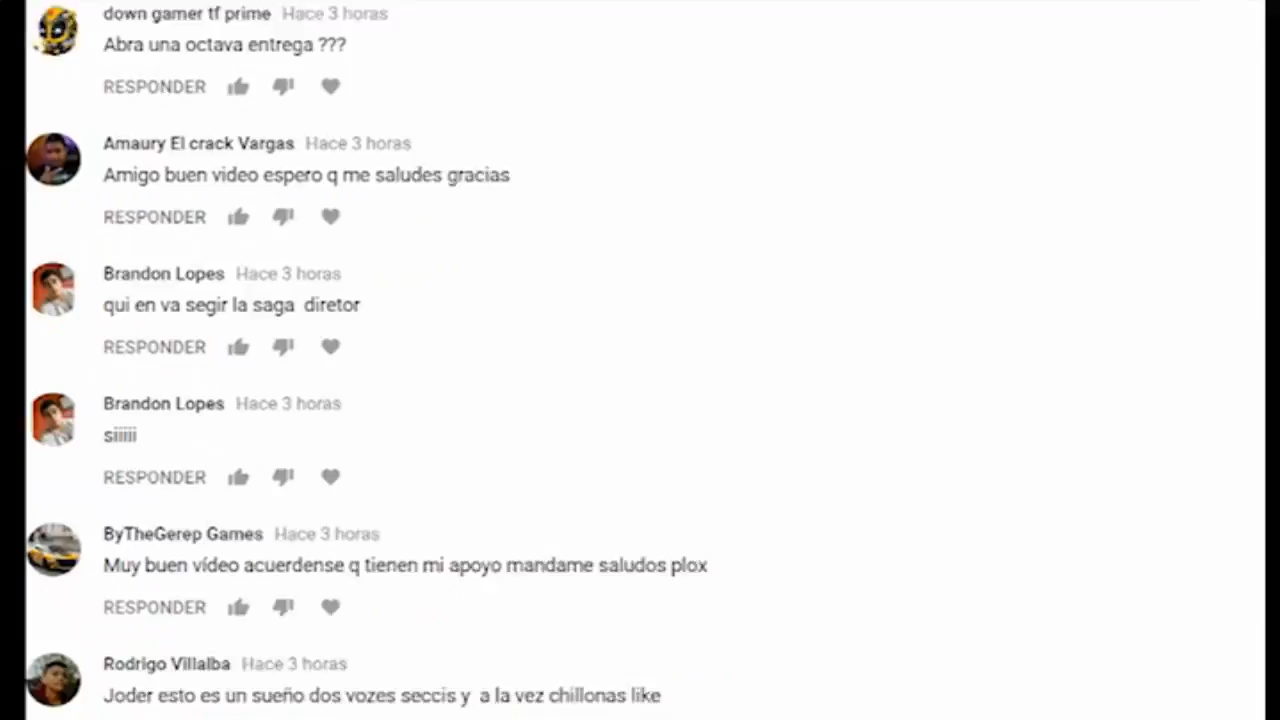 down gamer tf prime Hace 3 horas
Abra una octava entrega ???
RESPONDER
Amaury El crack Vargas Hace 3 horas
Amigo buen video espero q me saludes gracias
RESPONDER
Brandon Lopes Hace 3 horas
qui en va segir la saga diretor
RESPONDER
Brandon Lopes Hace 3 horas
siiiii
RESPONDER
ByTheGerep Games Hace 3 horas
Muy buen vídeo acuerdense q tienen mi apoyo mandame saludos plox
RESPONDER
Rodrigo Villalba Hace 3 horas
Joder esto es un sueño dos vozes seccis y a la vez chillonas like